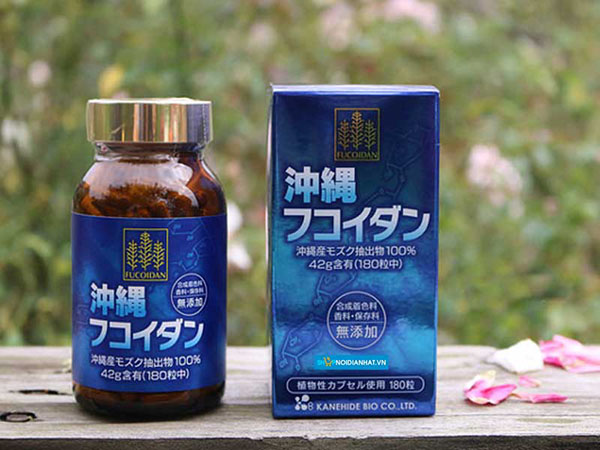 FUCOIDAN
沖縄
フコイダン
沖縄産モズク抽出物100%
42g含有(180粒中)
合成着色料
香料・保存料
無添加
FUCOIDAN
沖縄
フコイダン
沖縄産モズク抽出物100%
42g含有(180粒中)
合成着色料
香料・保存料
無添加
NOIDIANHAT.VN
植物性カプセル使用 180粒
KANEHIDE BIO CO.,LTD.